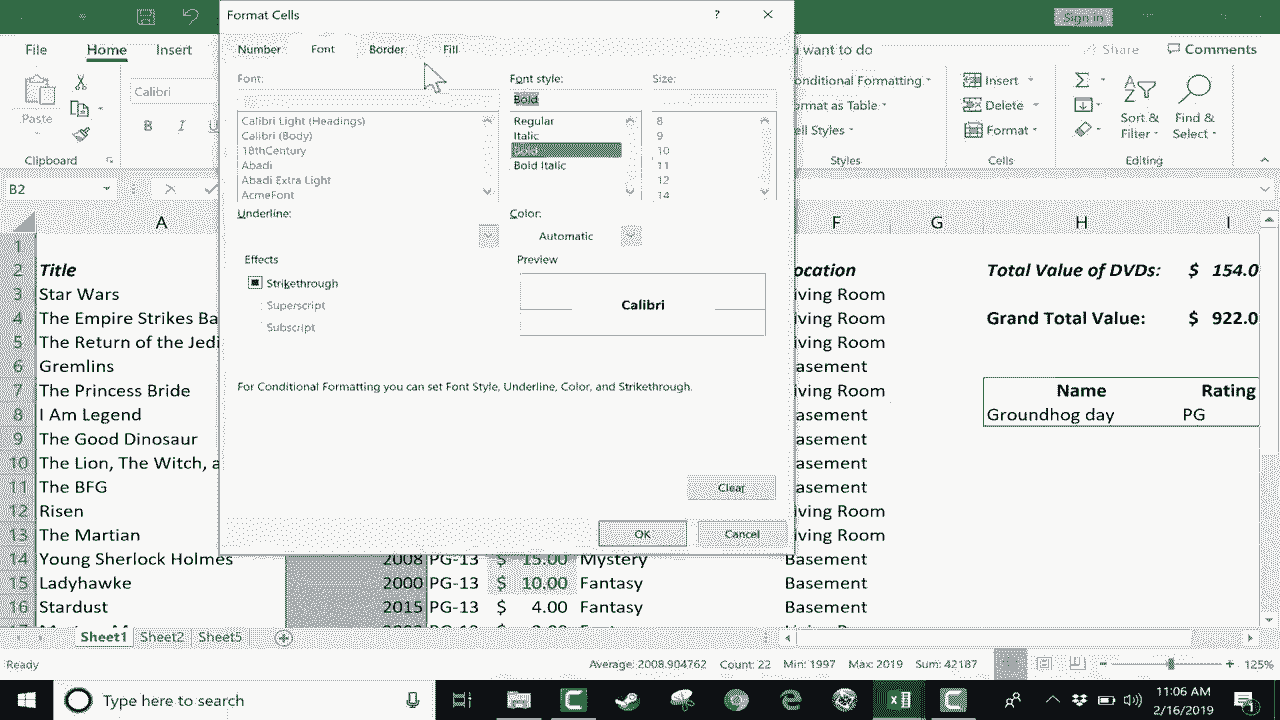 Format Cells
?
Sign in
File Home Insert
Number Font Border Fill
want to do
Share Comments
Paste
Calibri
B I U
Clipboard
Font:
Calibri Light (Headings)
Calibri (Body)
18thCentury
Abadi
Abadi Extra Light
AcmeFont
Font style:
Bold
Regular
Italic
Bold
Bold Italic
Size:
8
9
10
11
12
14
onditional Formatting
rmat as Table
ell Styles
Styles
Insert
Delete
Format
Cells
Sort &
Filter
Find &
Select
Editing
Underline:
Color:
Automatic
Effects
Strikethrough
Superscript
Subscript
Preview
Calibri
For Conditional Formatting you can set Font Style, Underline, Color, and Strikethrough.
Clear
OK Cancel
B2
A F G H I
1
2 Title ocation Total Value of DVDs: $ 154.0
3 Star Wars iving Room
4 The Empire Strikes Ba iving Room Grand Total Value: $ 922.0
5 The Return of the Jedi iving Room
6 Gremlins asement
7 The Princess Bride iving Room Name Rating
8 I Am Legend asement Groundhog day PG
9 The Good Dinosaur asement
10 The Lion, The Witch, a asement
11 The BFG asement
12 Risen iving Room
13 The Martian iving Room
14 Young Sherlock Holmes 2008 PG-13 $ 15.00 Mystery Basement
15 Ladyhawke 2000 PG-13 $ 10.00 Fantasy Basement
16 Stardust 2015 PG-13 $ 4.00 Fantasy Basement
Sheet1 Sheet2 Sheet5
Ready Average: 2008.904762 Count: 22 Min: 1997 Max: 2019 Sum: 42187 125%
Type here to search
11:06 AM
2/16/2019